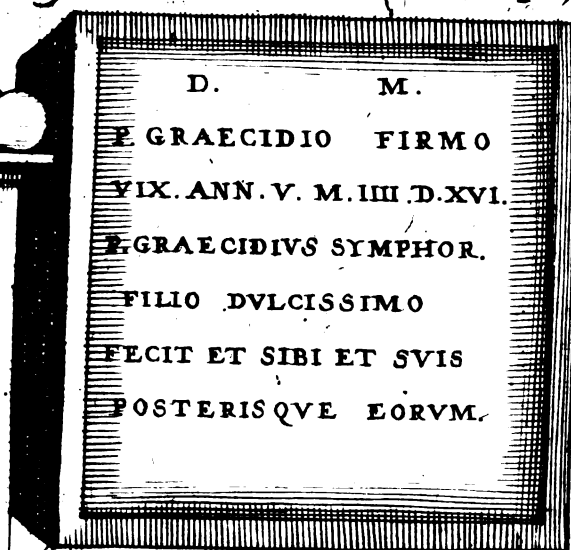 D. M.
P. GRAECIDIO FIRMO
VIX. ANN. V. M. IIII. D. XVI.
P. GRAECIDIVS SYMPHOR.
FILIO DVLCISSIMO
FECIT ET SIBI ET SVIS
POSTERISQVE EORVM.